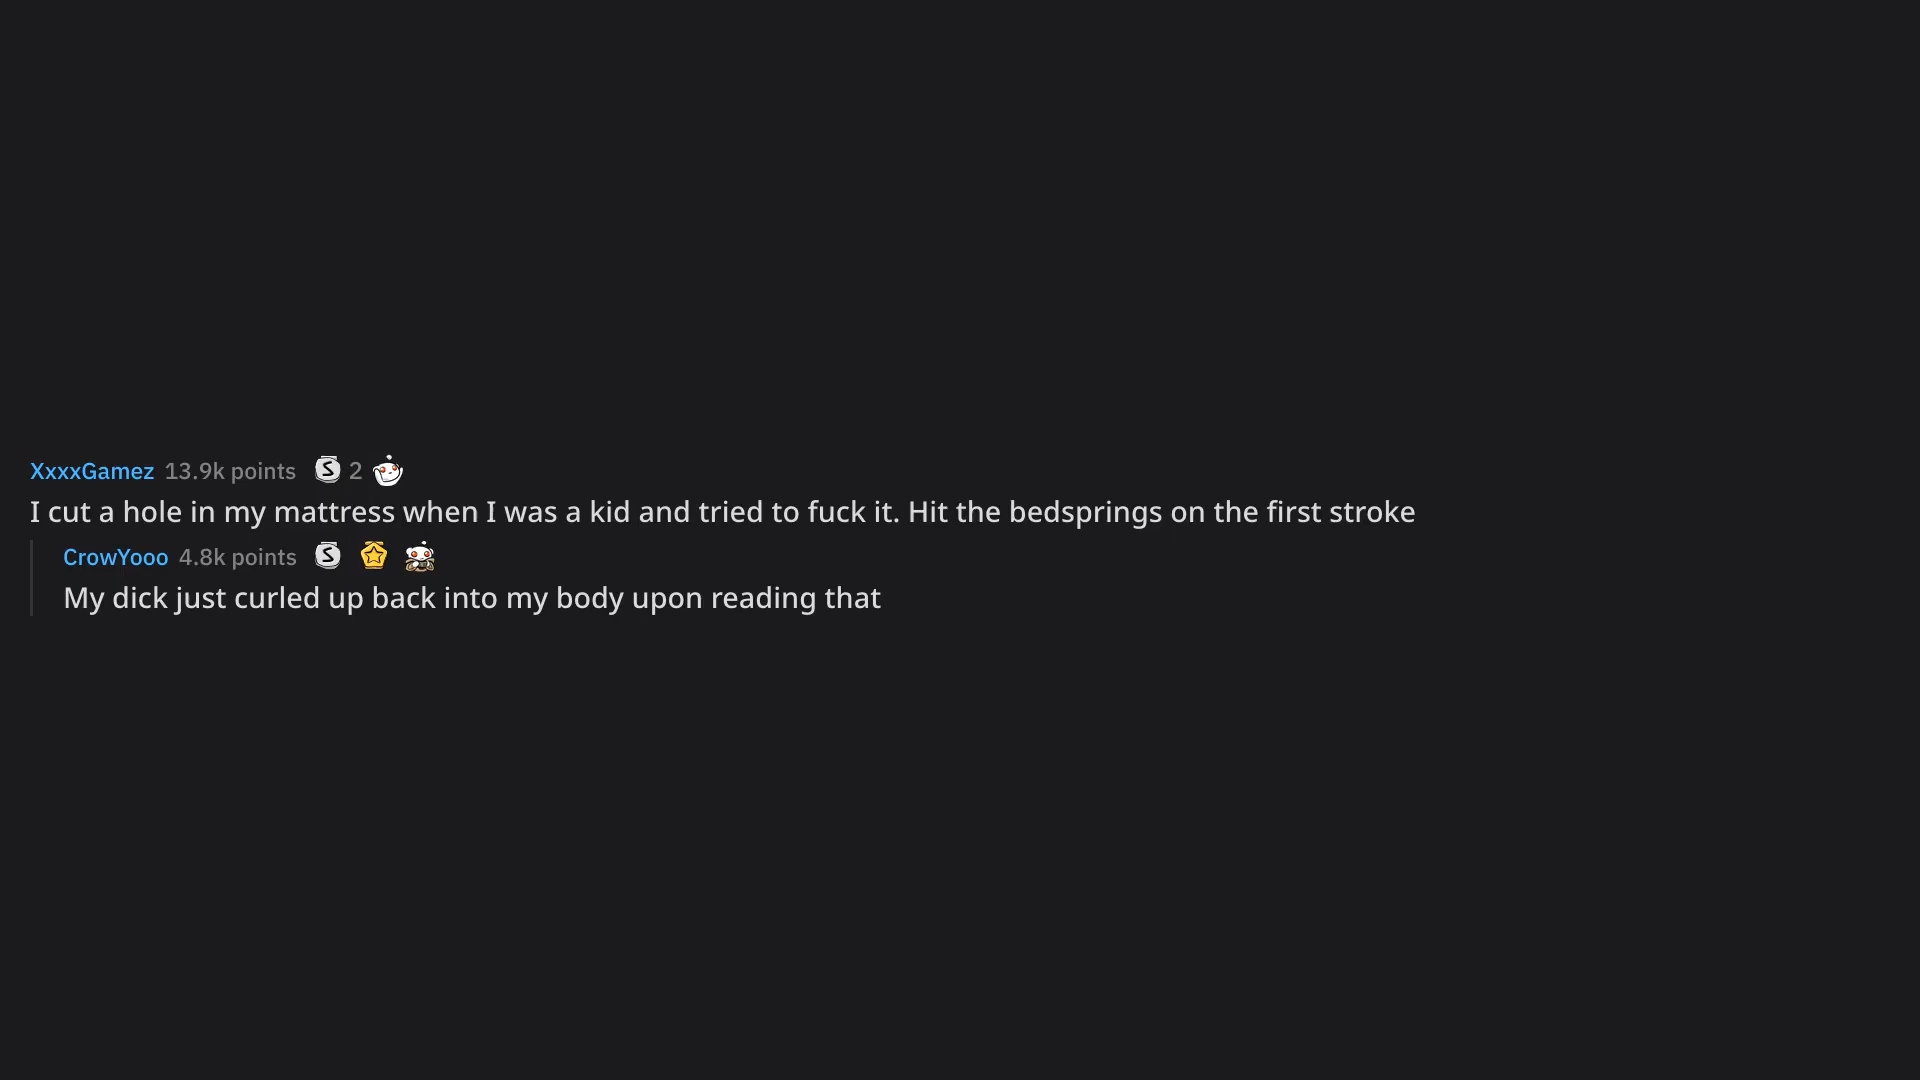 XxxxGamez 13.9k points S 2
I cut a hole in my mattress when I was a kid and tried to fuck it. Hit the bedsprings on the first stroke
CrowYooo 4.8k points S
My dick just curled up back into my body upon reading that